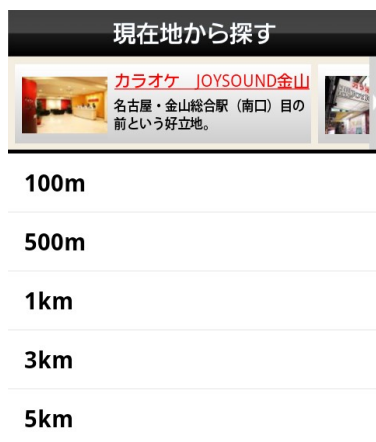 現在地から探す
カラオケ　JOYSOUND金山
名古屋・金山総合駅（南口）目の
前という好立地。
100m
500m
1km
3km
5km